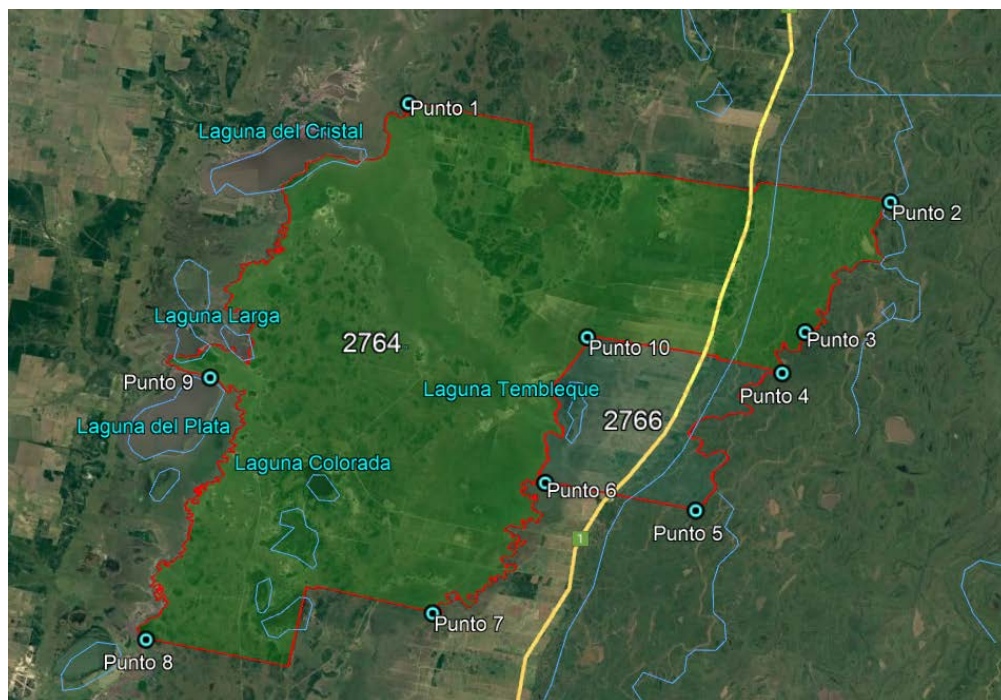 Punto 1
Laguna del Cristal
Punto 2
Laguna Larga
Punto 3
2764
Punto 10
Punto 9
Punto 4
Laguna Tembleque
2766
Laguna del Plata
Laguna Colorada
Punto 6
Punto 5
1
Punto 7
Punto 8